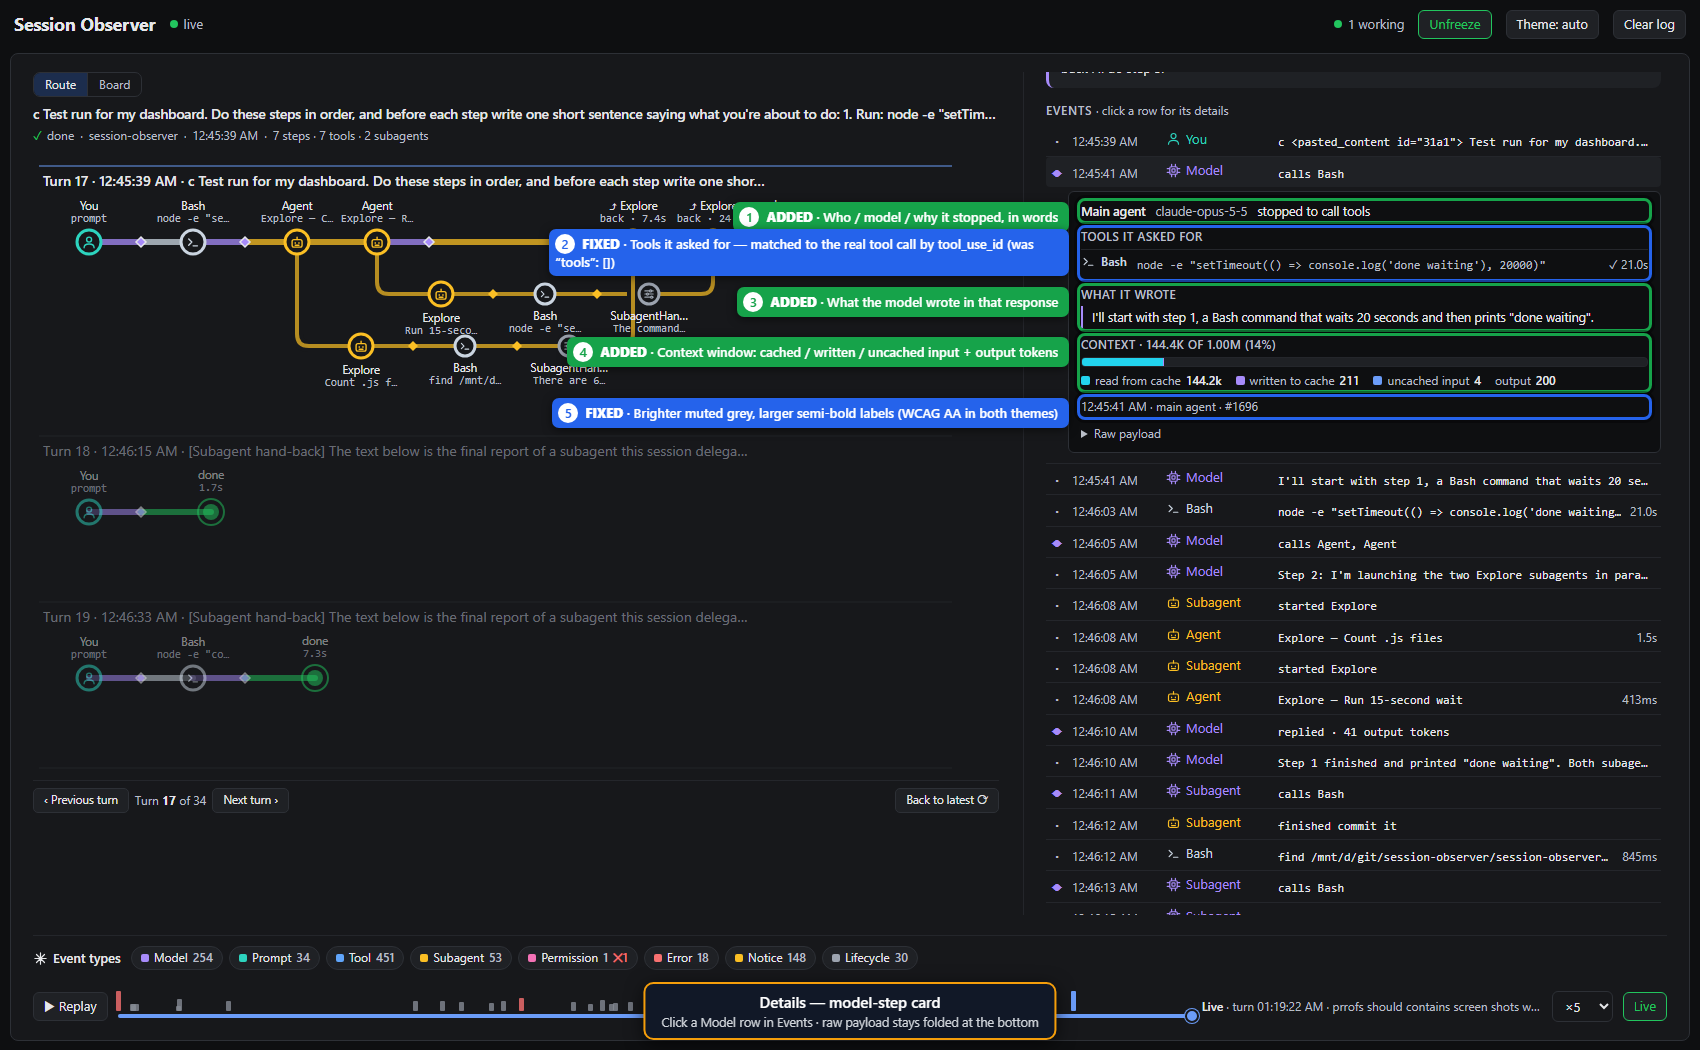 Session Observer
live
1 working
Unfreeze
Theme: auto
Clear log
Route
Board
c Test run for my dashboard. Do these steps in order, and before each step write one short sentence saying what you're about to do: 1. Run: node -e "setTim...
✓ done · session-observer · 12:45:39 AM · 7 steps · 7 tools · 2 subagents
Turn 17 · 12:45:39 AM · c Test run for my dashboard. Do these steps in order, and before each step write one shor...
You
prompt
Bash
node -e "se...
Agent
Explore — C...
Agent
Explore — R...
Explore
back · 7.4s
Explore
back · 24
Explore
Run 15-seco...
Bash
node -e "se...
SubagentHan...
The command...
Explore
Count .js f...
Bash
find /mnt/d...
There are 6...
1 ADDED · Who / model / why it stopped, in words
2 FIXED · Tools it asked for — matched to the real tool call by tool_use_id (was
"tools": [])
3 ADDED · What the model wrote in that response
4 ADDED · Context window: cached / written / uncached input + output tokens
5 FIXED · Brighter muted grey, larger semi-bold labels (WCAG AA in both themes)
Turn 18 · 12:46:15 AM · [Subagent hand-back] The text below is the final report of a subagent this session delega...
You
prompt
done
1.7s
Turn 19 · 12:46:33 AM · [Subagent hand-back] The text below is the final report of a subagent this session delega...
You
prompt
Bash
node -e "co...
done
7.3s
‹ Previous turn
Turn 17 of 34
Next turn ›
Back to latest
EVENTS · click a row for its details
12:45:39 AM You c <pasted_content id="31a1"> Test run for my dashboard....
12:45:41 AM Model calls Bash
Main agent claude-opus-5-5 stopped to call tools
TOOLS IT ASKED FOR
Bash node -e "setTimeout(() => console.log('done waiting'), 20000)" ✓ 21.0s
WHAT IT WROTE
I'll start with step 1, a Bash command that waits 20 seconds and then prints "done waiting".
CONTEXT · 144.4K OF 1.00M (14%)
read from cache 144.2k written to cache 211 uncached input 4 output 200
12:45:41 AM · main agent · #1696
Raw payload
12:45:41 AM Model I'll start with step 1, a Bash command that waits 20 se...
12:46:03 AM Bash node -e "setTimeout(() => console.log('done waiting... 21.0s
12:46:05 AM Model calls Agent, Agent
12:46:05 AM Model Step 2: I'm launching the two Explore subagents in para...
12:46:08 AM Subagent started Explore
12:46:08 AM Agent Explore — Count .js files 1.5s
12:46:08 AM Subagent started Explore
12:46:08 AM Agent Explore — Run 15-second wait 413ms
12:46:10 AM Model replied · 41 output tokens
12:46:10 AM Model Step 1 finished and printed "done waiting". Both subage...
12:46:11 AM Subagent calls Bash
12:46:12 AM Subagent finished commit it
12:46:12 AM Bash find /mnt/d/git/session-observer/session-observer... 845ms
12:46:13 AM Subagent calls Bash
Event types
Model 254
Prompt 34
Tool 451
Subagent 53
Permission 1 ×1
Error 18
Notice 148
Lifecycle 30
Replay
Details — model-step card
Click a Model row in Events · raw payload stays folded at the bottom
Live · turn 01:19:22 AM · prrofs should contains screen shots w...
×5
Live